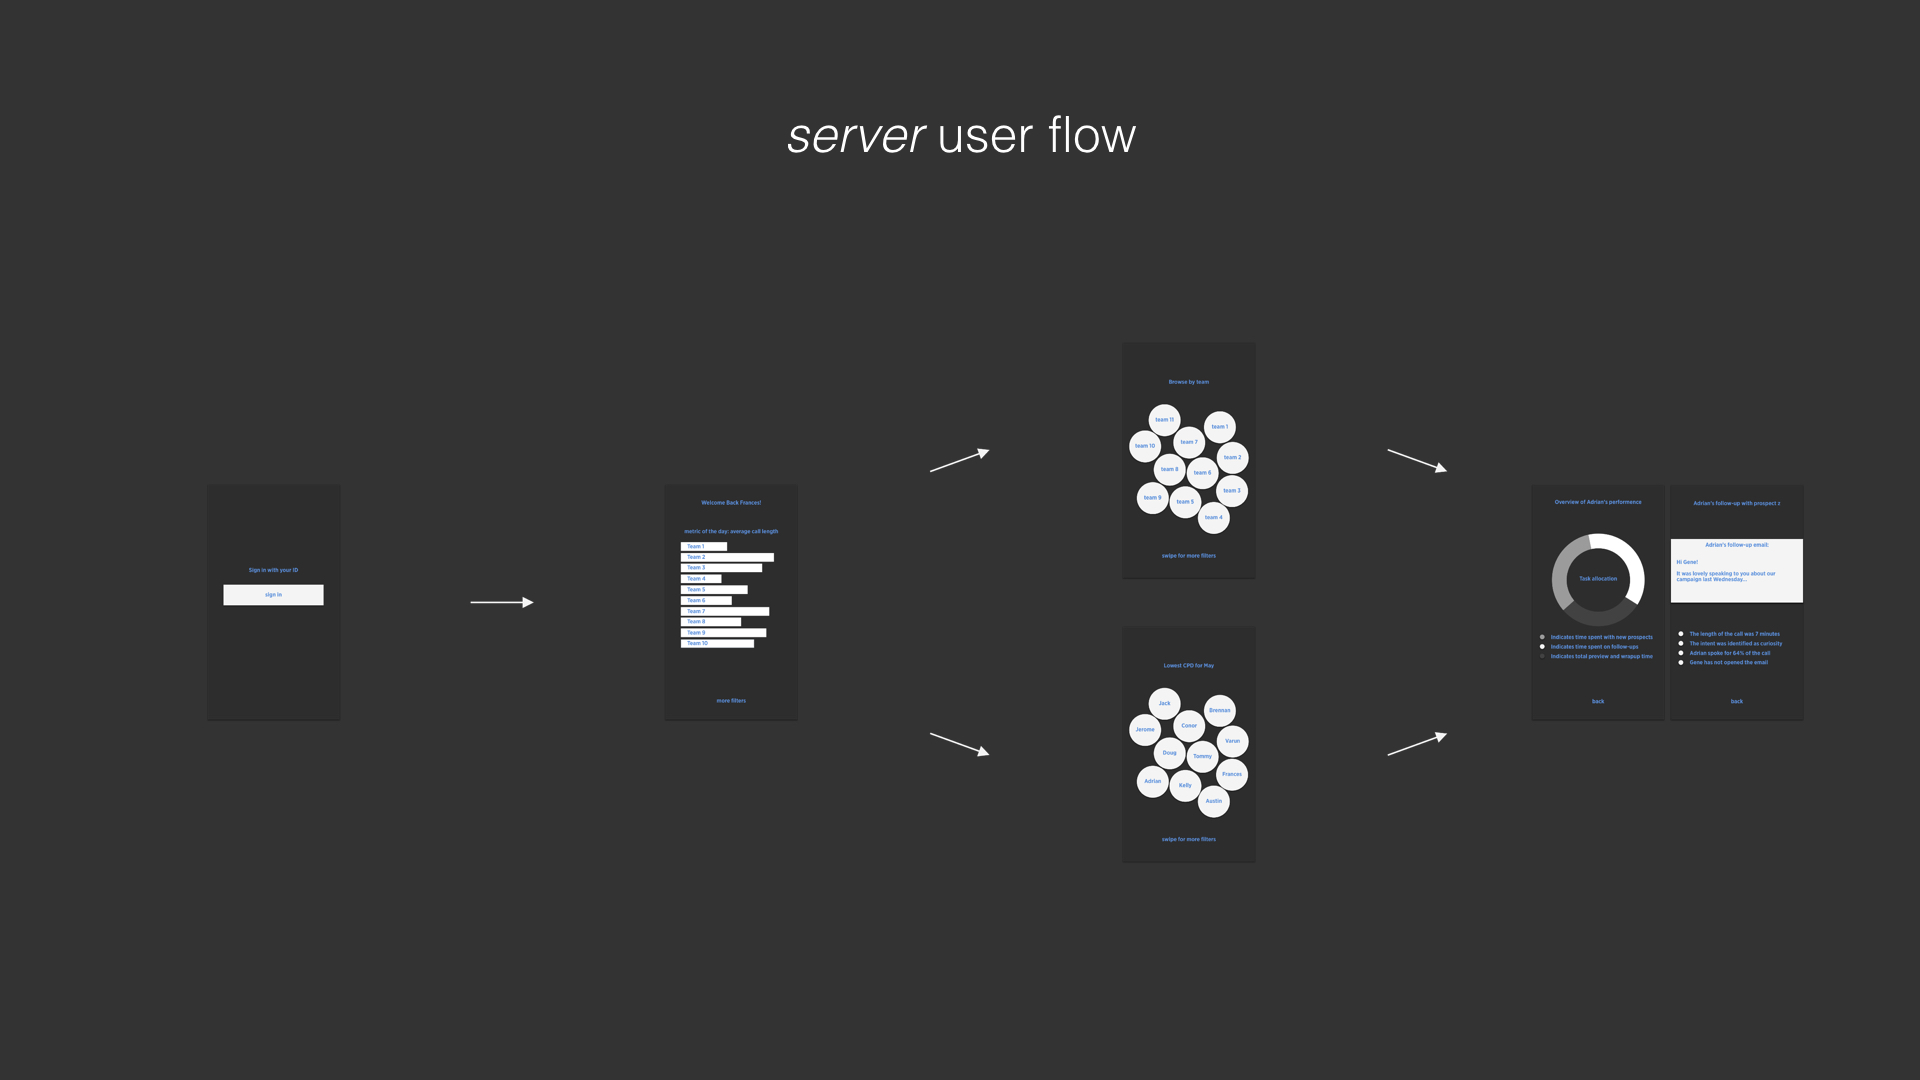 server user flow
Sign in with your ID
sign in
Welcome Back Frances!
metric of the day: average call length
Team 1
Team 2
Team 3
Team 4
Team 5
Team 6
Team 7
Team 8
Team 9
Team 10
more filters
Browse by team
team 11
team 1
team 7
team 10
team 2
team 8
team 6
team 3
team 9
team 5
team 4
swipe for more filters
Lowest CPD for May
Jack
Brennan
Conor
Jerome
Varun
Doug
Tommy
Frances
Adrian
Kelly
Austin
swipe for more filters
Overview of Adrian's performence
Task allocation
Indicates time spent with new prospects
Indicates time spent on follow-ups
Indicates total preview and wrapup time
back
Adrian's follow-up with prospect z
Adrian's follow-up email:
Hi Gene!
It was lovely speaking to you about our
campaign last Wednesday...
The length of the call was 7 minutes
The intent was identified as curiosity
Adrian spoke for 64% of the call
Gene has not opened the email
back